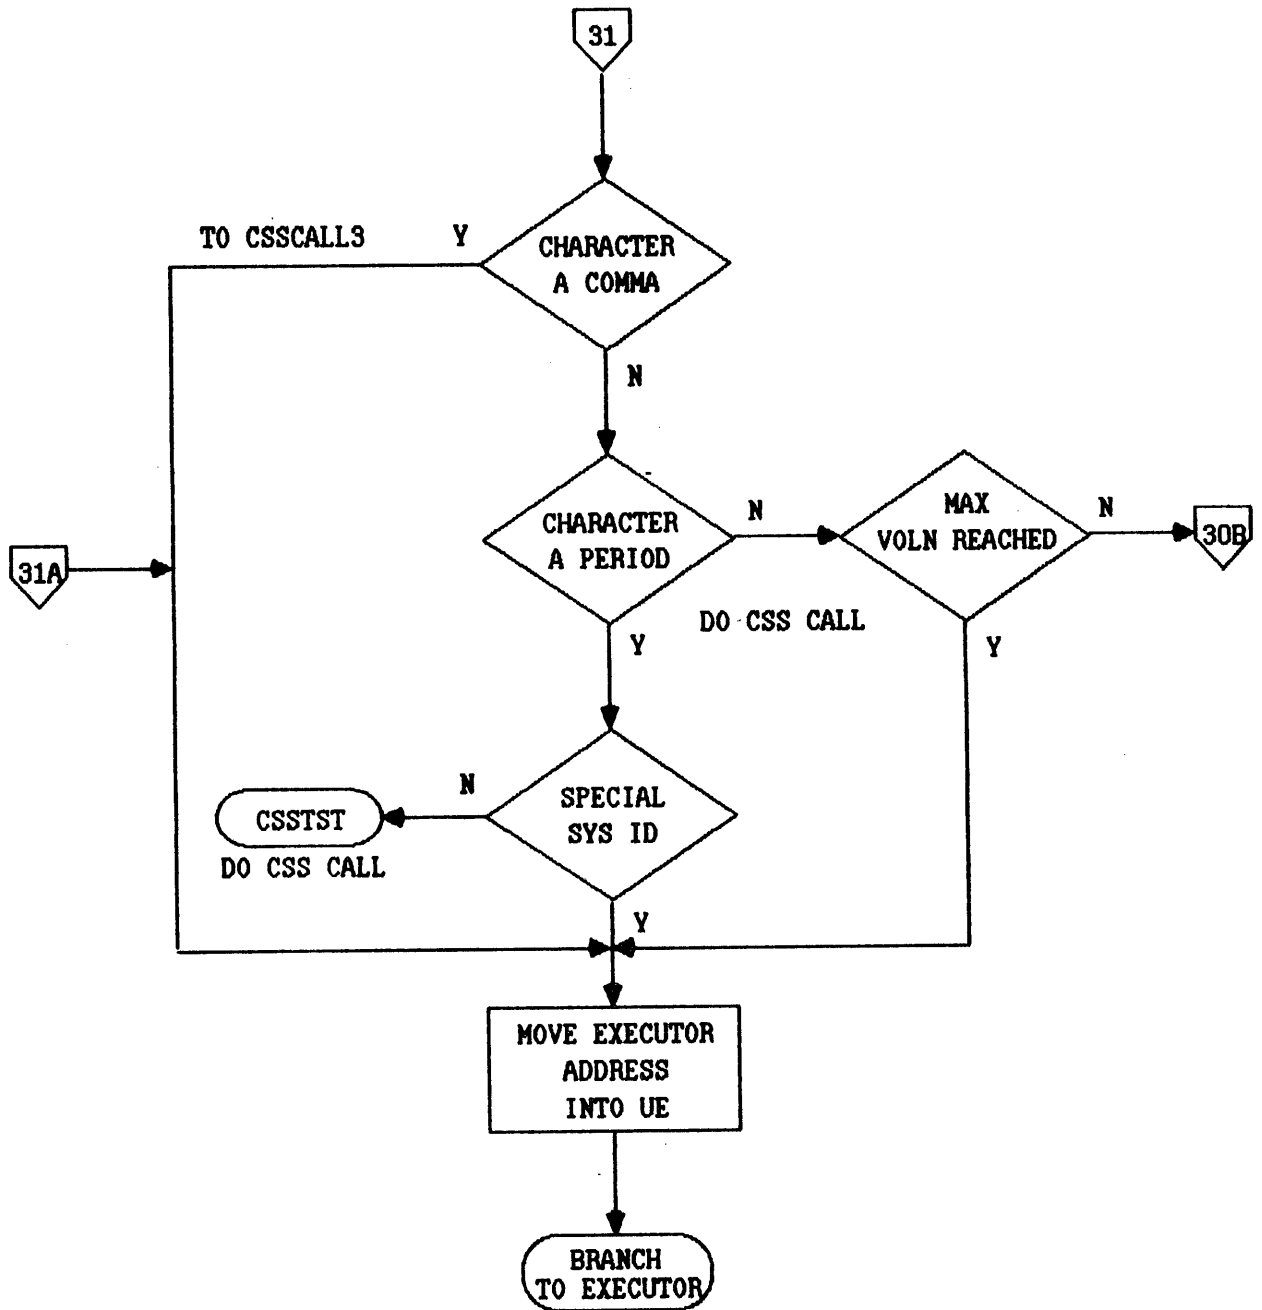 31
TO CSSCALL3
Y
CHARACTER
A COMMA
N
CHARACTER
A PERIOD
N
MAX
VOLN REACHED
N
30B
31A
DO CSS CALL
Y
Y
N
SPECIAL
SYS ID
CSSTST
DO CSS CALL
Y
MOVE EXECUTOR
ADDRESS
INTO UE
BRANCH
TO EXECUTOR